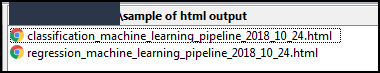 \sample of html output
classification_machine_learning_pipeline_2018_10_24.html
regression_machine_learning_pipeline_2018_10_24.html